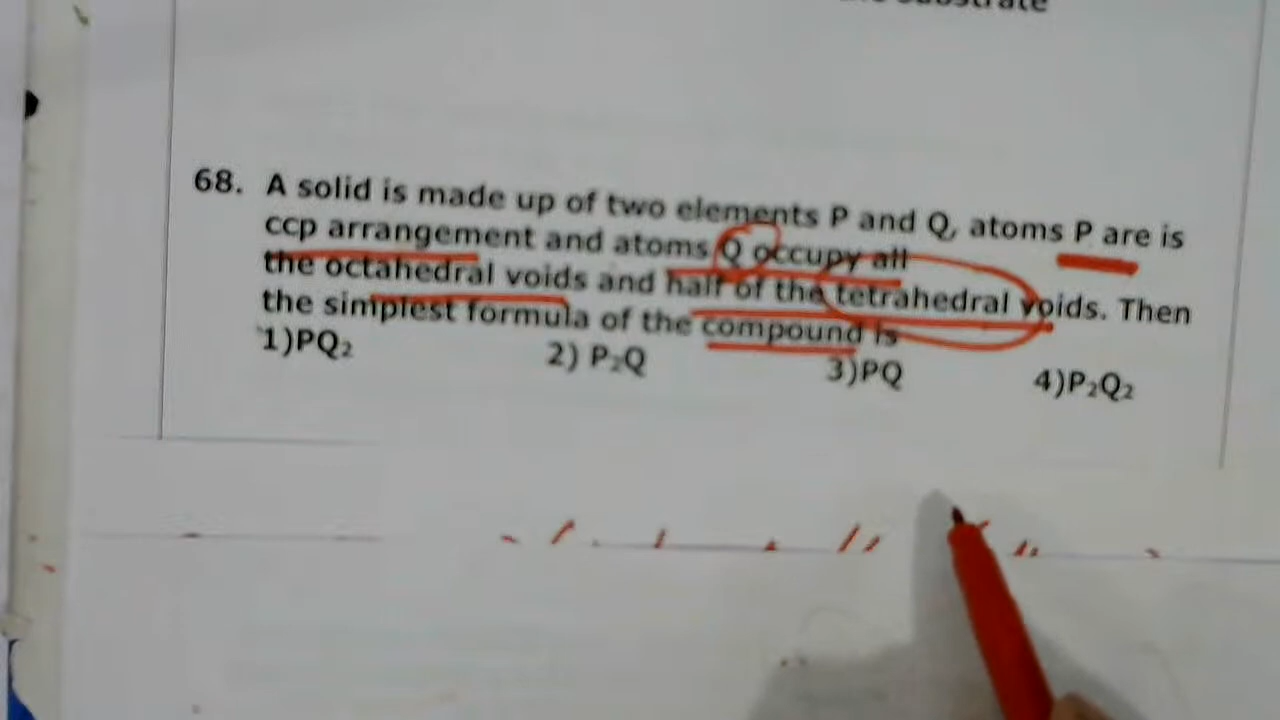 substrate
68. A solid is made up of two elements P and Q, atoms P are is
ccp arrangement and atoms Q occupy all
the octahedral voids and half of the tetrahedral voids. Then
the simplest formula of the compound is
1)PQ₂ 2) P₂Q 3)PQ 4)P₂Q₂